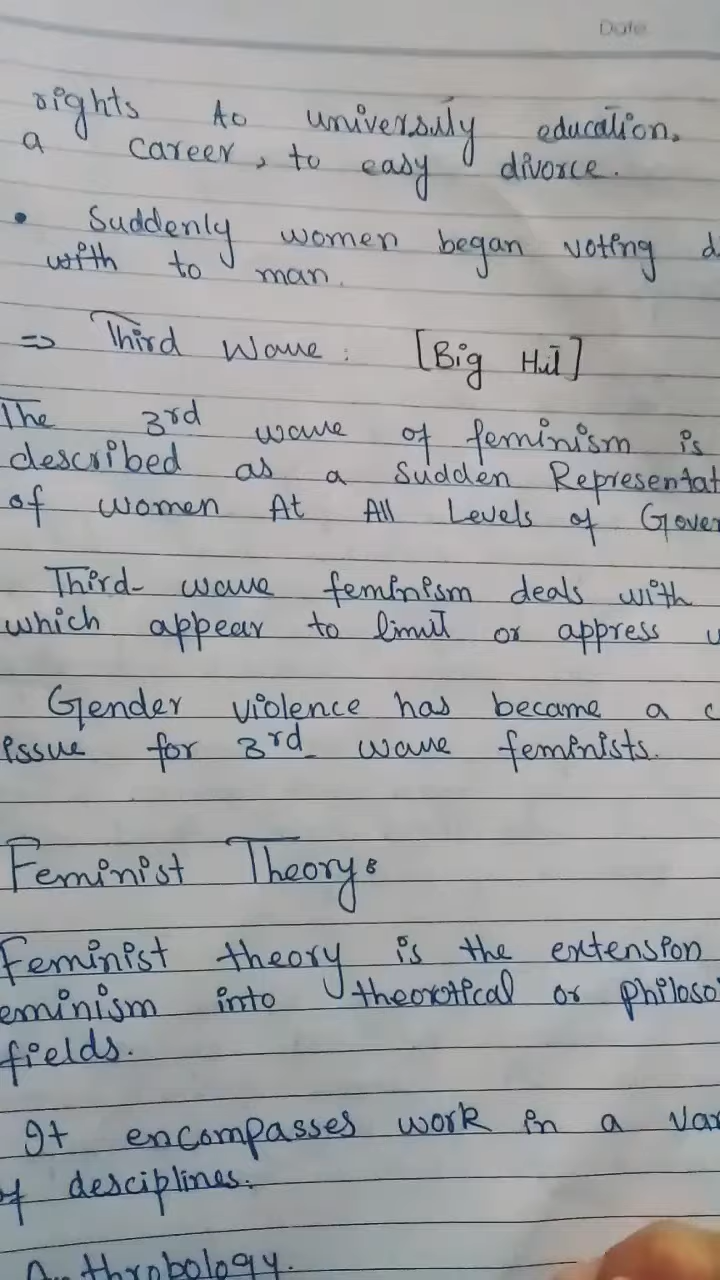 Date
rights to university education,
a career, to easy divorce.
• Suddenly women began voting d
with to man.
⇒ Third Wave : [Big Hit]
The 3rd wave of feminism is
described as a Sudden Representat
of women At All Levels of Gover
Third- wave feminism deals with
which appear to limit or appress
Gender violence has became a c
issue for 3rd wave feminists.
Feminist Theory:
Feminist theory is the extension
eminism into theorotical or philoso
fields.
It encompasses work in a var
of desciplines.